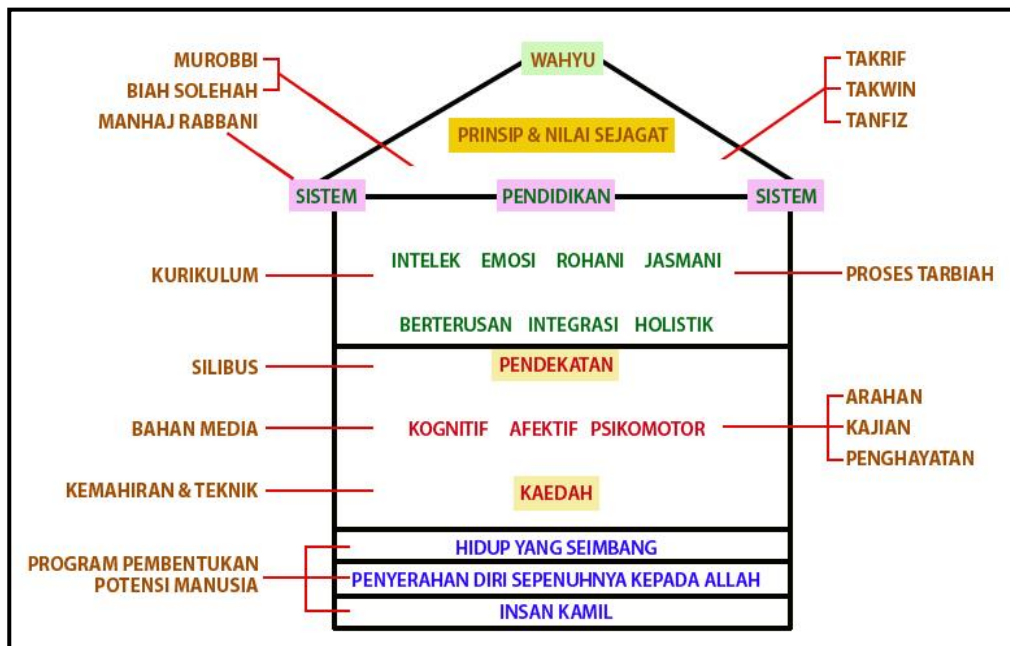 WAHYU
MUROBBI
BIAH SOLEHAH
MANHAJ RABBANI
TAKRIF
TAKWIN
TANFIZ
PRINSIP & NILAI SEJAGAT
SISTEM PENDIDIKAN SISTEM
INTELEK EMOSI ROHANI JASMANI
KURIKULUM
PROSES TARBIAH
BERTERUSAN INTEGRASI HOLISTIK
SILIBUS
PENDEKATAN
BAHAN MEDIA
KOGNITIF AFEKTIF PSIKOMOTOR
ARAHAN
KAJIAN
PENGHAYATAN
KEMAHIRAN & TEKNIK
KAEDAH
PROGRAM PEMBENTUKAN
POTENSI MANUSIA
HIDUP YANG SEIMBANG
PENYERAHAN DIRI SEPENUHNYA KEPADA ALLAH
INSAN KAMIL